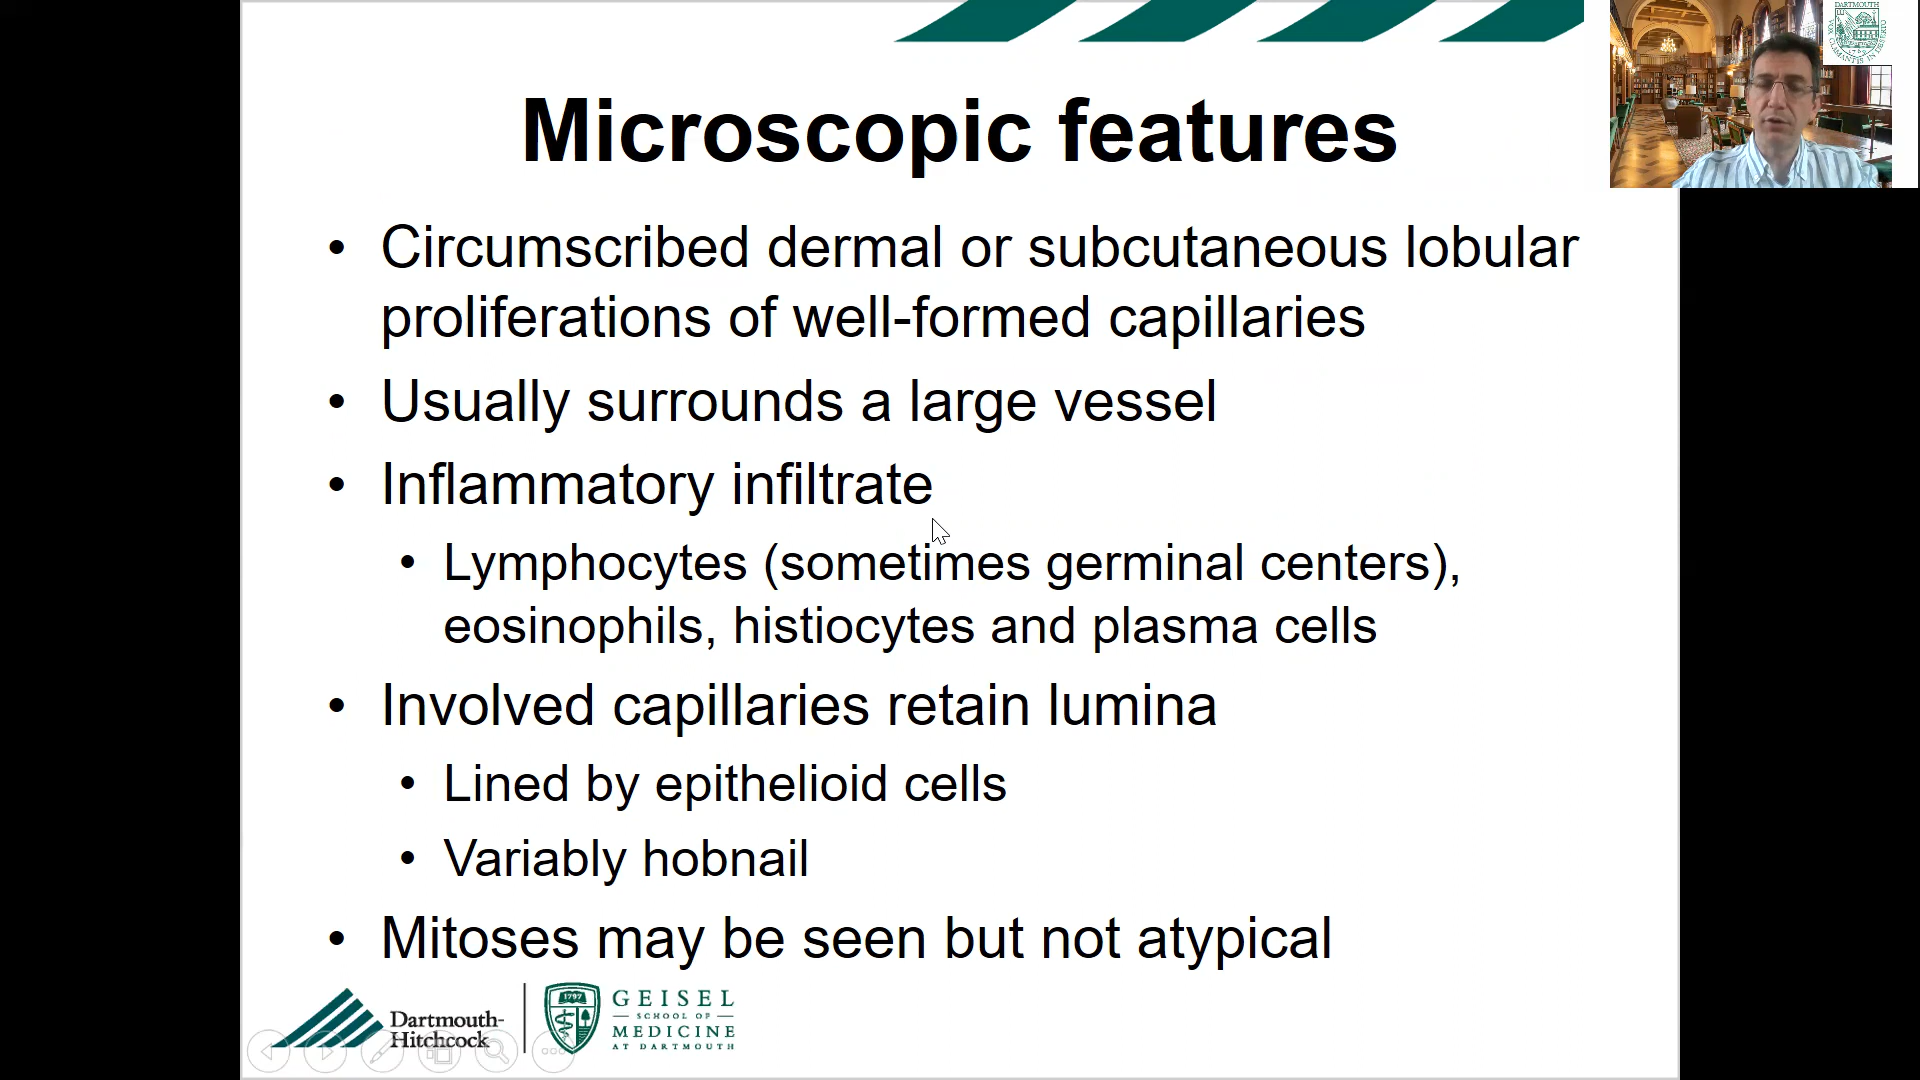 Microscopic features
• Circumscribed dermal or subcutaneous lobular
proliferations of well-formed capillaries
• Usually surrounds a large vessel
• Inflammatory infiltrate
• Lymphocytes (sometimes germinal centers),
eosinophils, histiocytes and plasma cells
• Involved capillaries retain lumina
• Lined by epithelioid cells
• Variably hobnail
• Mitoses may be seen but not atypical
Dartmouth-
Hitchcock
1797
GEISEL
SCHOOL OF
MEDICINE
AT DARTMOUTH
DARTMOUTH